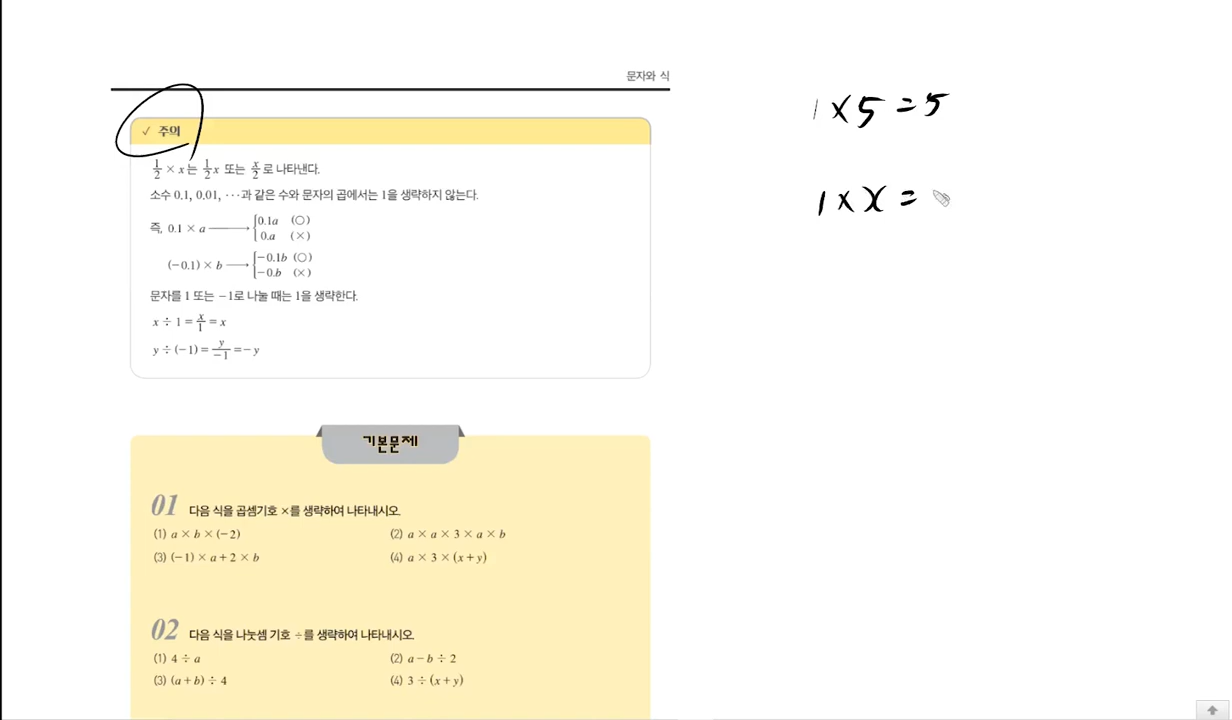 문자와 식
✓ 주의
1/2 × x는 1/2 x 또는 x/2 로 나타낸다.
소수 0.1, 0.01, …과 같은 수와 문자의 곱에서는 1을 생략하지 않는다.
즉, 0.1 × a ⟶ { 0.1a (○)
0.a (×)
(−0.1) × b ⟶ { −0.1b (○)
−0.b (×)
문자를 1 또는 −1로 나눌 때는 1을 생략한다.
x ÷ 1 = x/1 = x
y ÷ (−1) = y/−1 = − y
기본문제
01 다음 식을 곱셈기호 ×를 생략하여 나타내시오.
(1) a × b × (−2) (2) a × a × 3 × a × b
(3) (−1) × a + 2 × b (4) a × 3 × (x + y)
02 다음 식을 나눗셈 기호 ÷를 생략하여 나타내시오.
(1) 4 ÷ a (2) a − b ÷ 2
(3) (a + b) ÷ 4 (4) 3 ÷ (x + y)
1 × 5 = 5
1 × x =